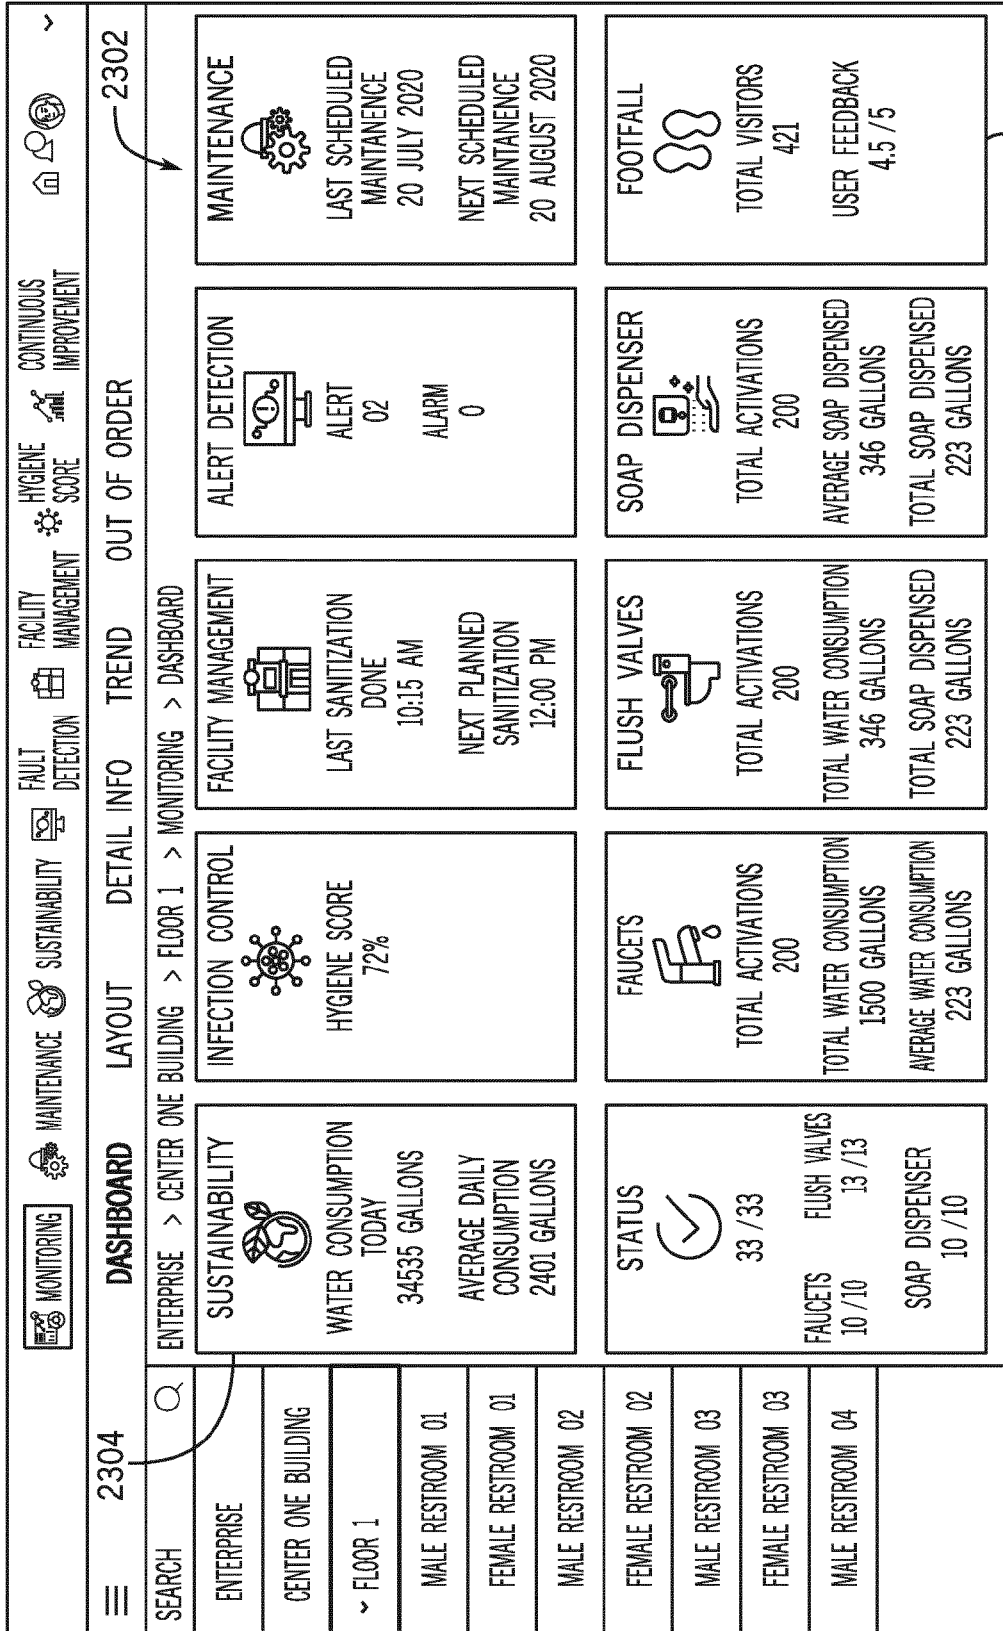 MONITORING
MAINTENANCE
SUSTAINABILITY
FAULT
DETECTION
FACILITY
MANAGEMENT
HYGIENE
SCORE
CONTINUOUS
IMPROVEMENT
2304
DASHBOARD
LAYOUT
DETAIL INFO
TREND
OUT OF ORDER
2302
SEARCH
ENTERPRISE
CENTER ONE BUILDING
FLOOR 1
MALE RESTROOM 01
FEMALE RESTROOM 01
MALE RESTROOM 02
FEMALE RESTROOM 02
MALE RESTROOM 03
FEMALE RESTROOM 03
MALE RESTROOM 04
ENTERPRISE > CENTER ONE BUILDING > FLOOR 1 > MONITORING > DASHBOARD
SUSTAINABILITY
WATER CONSUMPTION
TODAY
34535 GALLONS
AVERAGE DALY
CONSUMPTION
2401 GALLONS
INFECTION CONTROL
HYGIENE SCORE
72%
FACILITY MANAGEMENT
LAST SANITIZATION
DONE
10:15 AM
NEXT PLANNED
SANITIZATION
12:00 PM
ALERT DETECTION
ALERT
02
ALARM
0
MAINTENANCE
LAST SCHEDULED
MAINTANENCE
20 JULY 2020
NEXT SCHEDULED
MAINTANENCE
20 AUGUST 2020
STATUS
33 /33
FAUCETS
10 /10
FLUSH VALVES
13 /13
SOAP DISPENSER
10 /10
FAUCETS
TOTAL ACTIVATIONS
200
TOTAL WATER CONSUMPTION
1500 GALLONS
AVERAGE WATER CONSUMPTION
223 GALLONS
FLUSH VALVES
TOTAL ACTIVATIONS
200
TOTAL WATER CONSUMPTION
346 GALLONS
TOTAL SOAP DISPENSED
223 GALLONS
SOAP DISPENSER
TOTAL ACTIVATIONS
200
AVERAGE SOAP DISPENSED
346 GALLONS
TOTAL SOAP DISPENSED
223 GALLONS
FOOTFALL
TOTAL VISITORS
421
USER FEEDBACK
4.5 /5